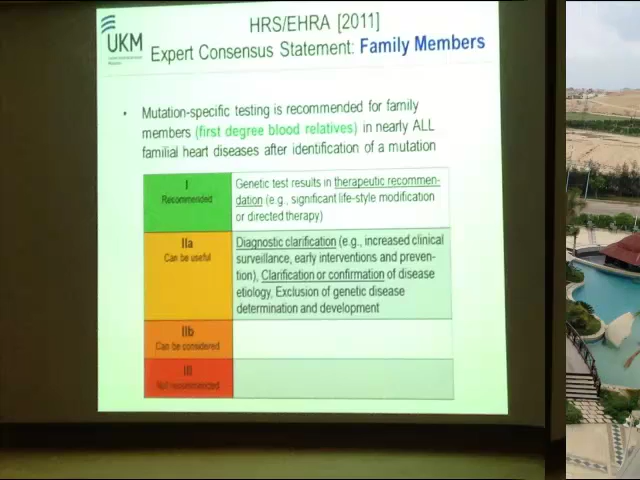 HRS/EHRA [2011]
UKM
Expert Consensus Statement: Family Members
• Mutation-specific testing is recommended for family
members (first degree blood relatives) in nearly ALL
familial heart diseases after identification of a mutation
I
Recommended
Genetic test results in therapeutic recommen-
dation (e.g., significant life-style modification
or directed therapy)
IIa
Can be useful
Diagnostic clarification (e.g., increased clinical
surveillance, early interventions and preven-
tion), Clarification or confirmation of disease
etiology, Exclusion of genetic disease
determination and development
IIb
Can be considered
III
Not recommended